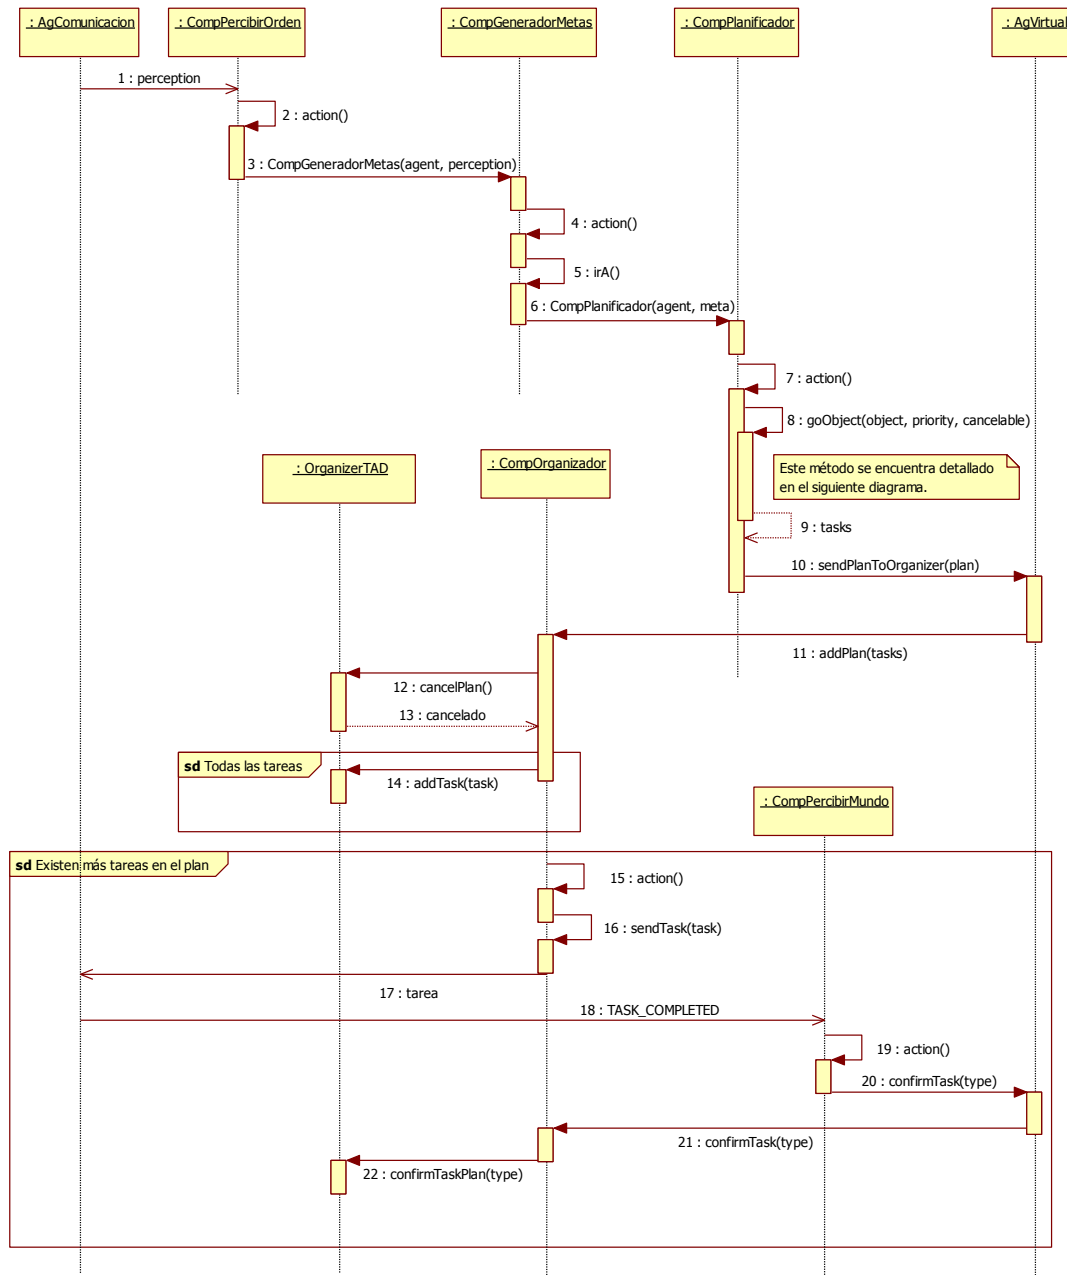 : AgComunicacion
: CompPercibirOrden
: CompGeneradorMetas
: CompPlanificador
: AgVirtual
1 : perception
2 : action()
3 : CompGeneradorMetas(agent, perception)
4 : action()
5 : irA()
6 : CompPlanificador(agent, meta)
7 : action()
8 : goObject(object, priority, cancelable)
: OrganizerTAD
: CompOrganizador
Este método se encuentra detallado
en el siguiente diagrama.
9 : tasks
10 : sendPlanToOrganizer(plan)
11 : addPlan(tasks)
12 : cancelPlan()
13 : cancelado
sd Todas las tareas
14 : addTask(task)
: CompPercibirMundo
sd Existen más tareas en el plan
15 : action()
16 : sendTask(task)
17 : tarea
18 : TASK_COMPLETED
19 : action()
20 : confirmTask(type)
21 : confirmTask(type)
22 : confirmTaskPlan(type)